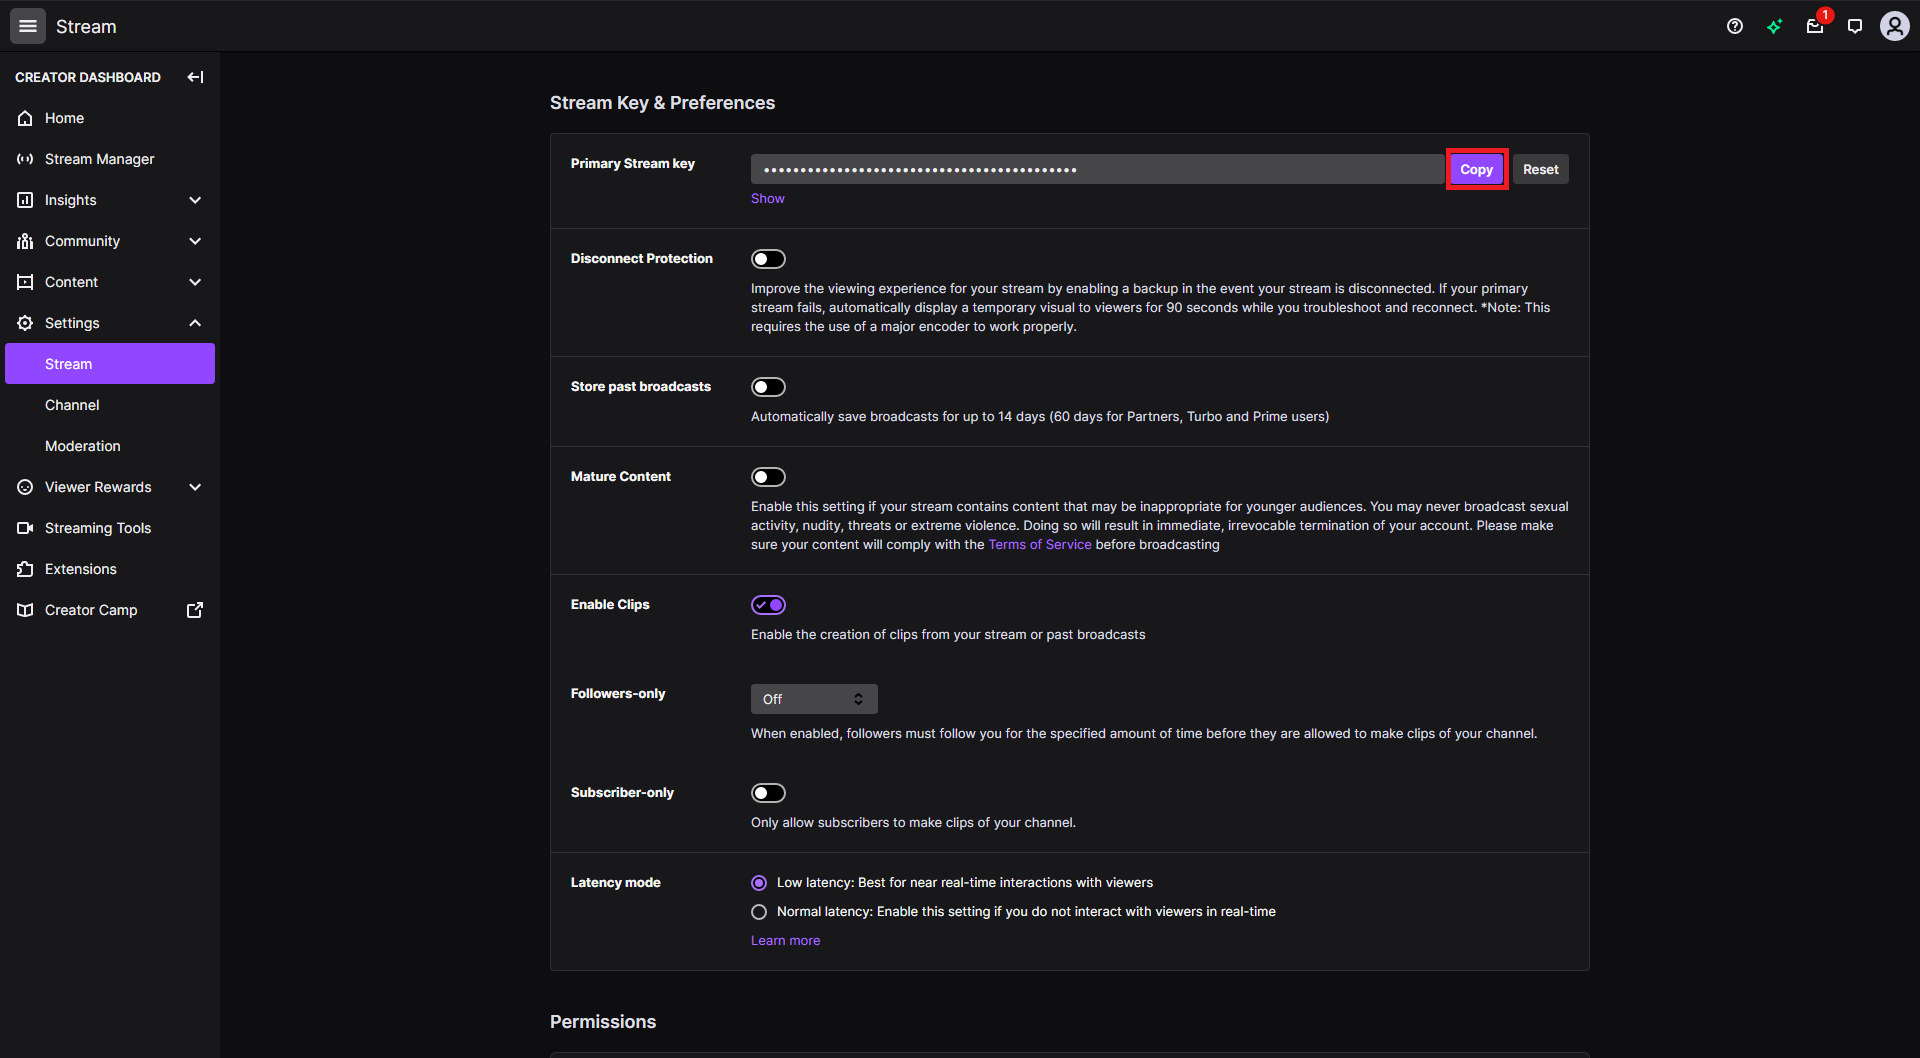 Stream
1
CREATOR DASHBOARD
Home
Stream Manager
Insights
Community
Content
Settings
Stream
Channel
Moderation
Viewer Rewards
Streaming Tools
Extensions
Creator Camp
Stream Key & Preferences
Primary Stream key
••••••••••••••••••••••••••••••••••••••••••••
Copy
Reset
Show
Disconnect Protection
Improve the viewing experience for your stream by enabling a backup in the event your stream is disconnected. If your primary
stream fails, automatically display a temporary visual to viewers for 90 seconds while you troubleshoot and reconnect. *Note: This
requires the use of a major encoder to work properly.
Store past broadcasts
Automatically save broadcasts for up to 14 days (60 days for Partners, Turbo and Prime users)
Mature Content
Enable this setting if your stream contains content that may be inappropriate for younger audiences. You may never broadcast sexual
activity, nudity, threats or extreme violence. Doing so will result in immediate, irrevocable termination of your account. Please make
sure your content will comply with the Terms of Service before broadcasting
Enable Clips
Enable the creation of clips from your stream or past broadcasts
Followers-only
Off
When enabled, followers must follow you for the specified amount of time before they are allowed to make clips of your channel.
Subscriber-only
Only allow subscribers to make clips of your channel.
Latency mode
Low latency: Best for near real-time interactions with viewers
Normal latency: Enable this setting if you do not interact with viewers in real-time
Learn more
Permissions